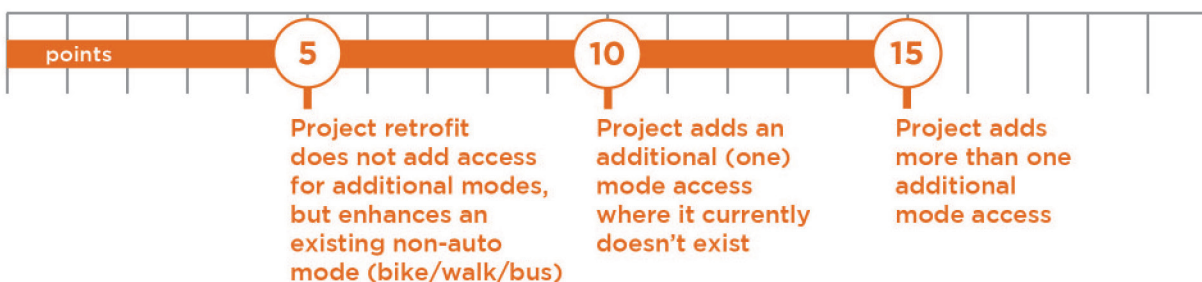 points
5
10
15
Project retrofit
does not add access
for additional modes,
but enhances an
existing non-auto
mode (bike/walk/bus)
Project adds an
additional (one)
mode access
where it currently
doesn’t exist
Project adds
more than one
additional
mode access